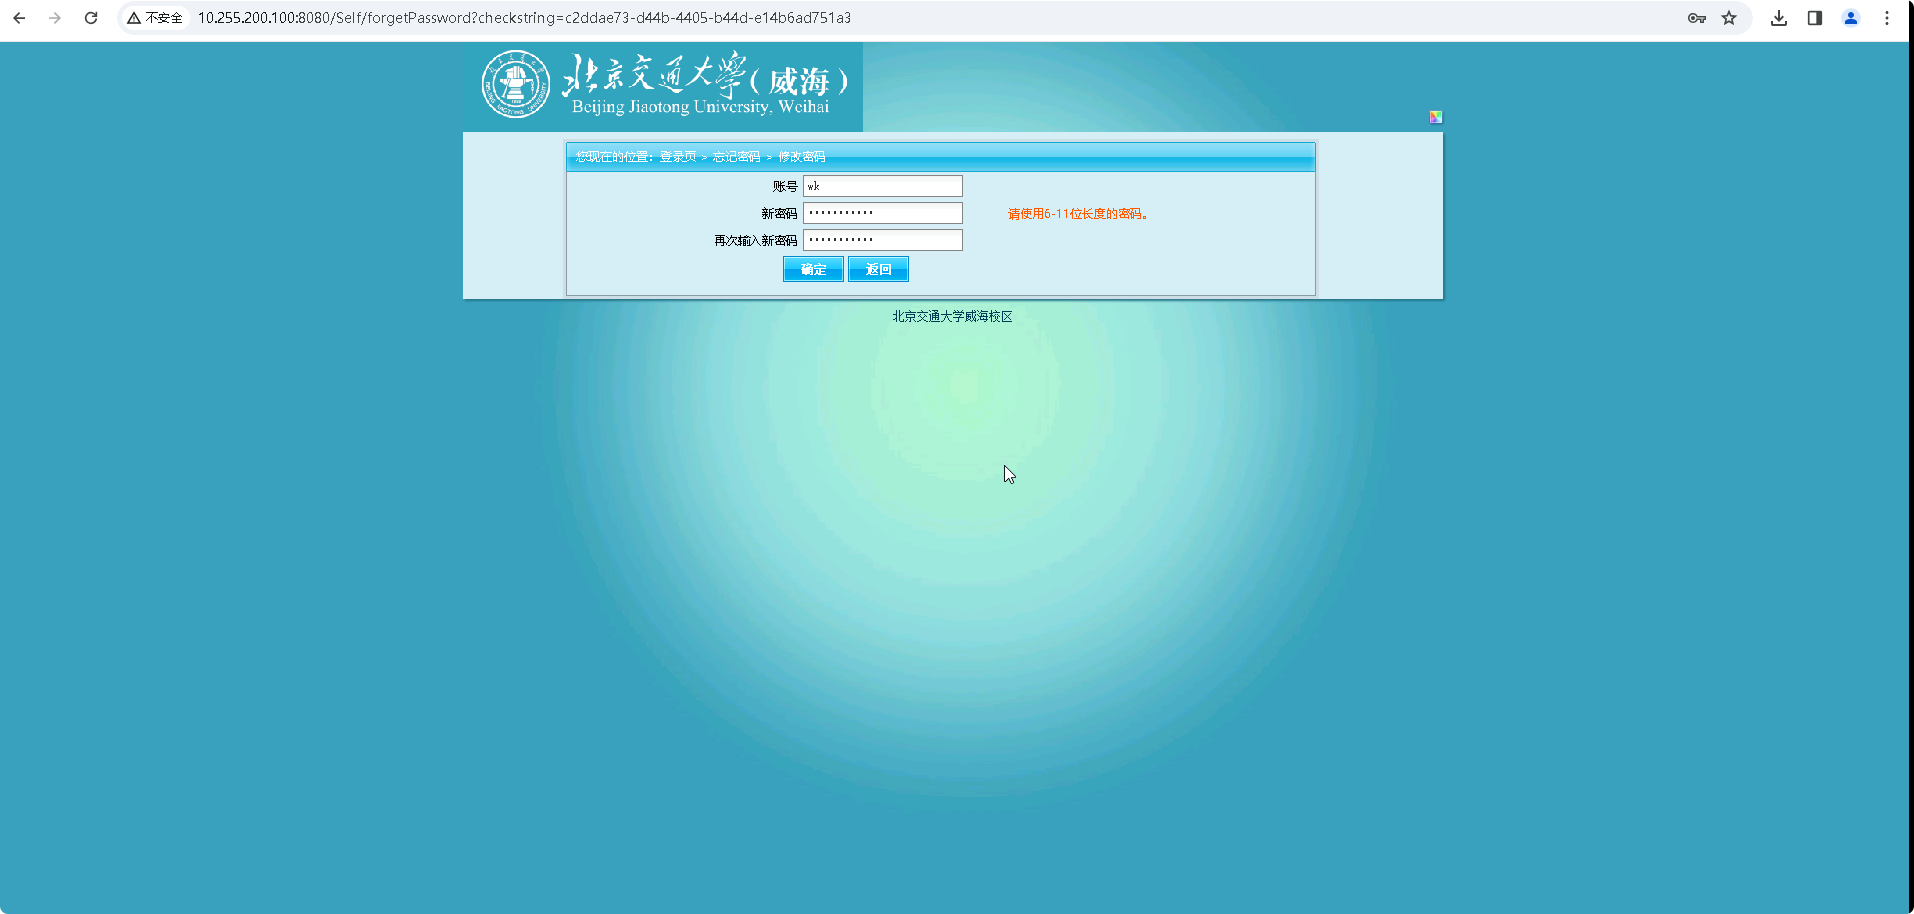 不安全 10.255.200.100:8080/Self/forgetPassword?checkstring=c2ddae73-d44b-4405-b44d-e14b6ad751a3
北京交通大學(威海)
Beijing Jiaotong University, Weihai
您现在的位置：登录页 > 忘记密码 > 修改密码
账号 wk
新密码 ··········· 请使用6-11位长度的密码。
再次输入新密码 ···········
确定 返回
北京交通大学威海校区